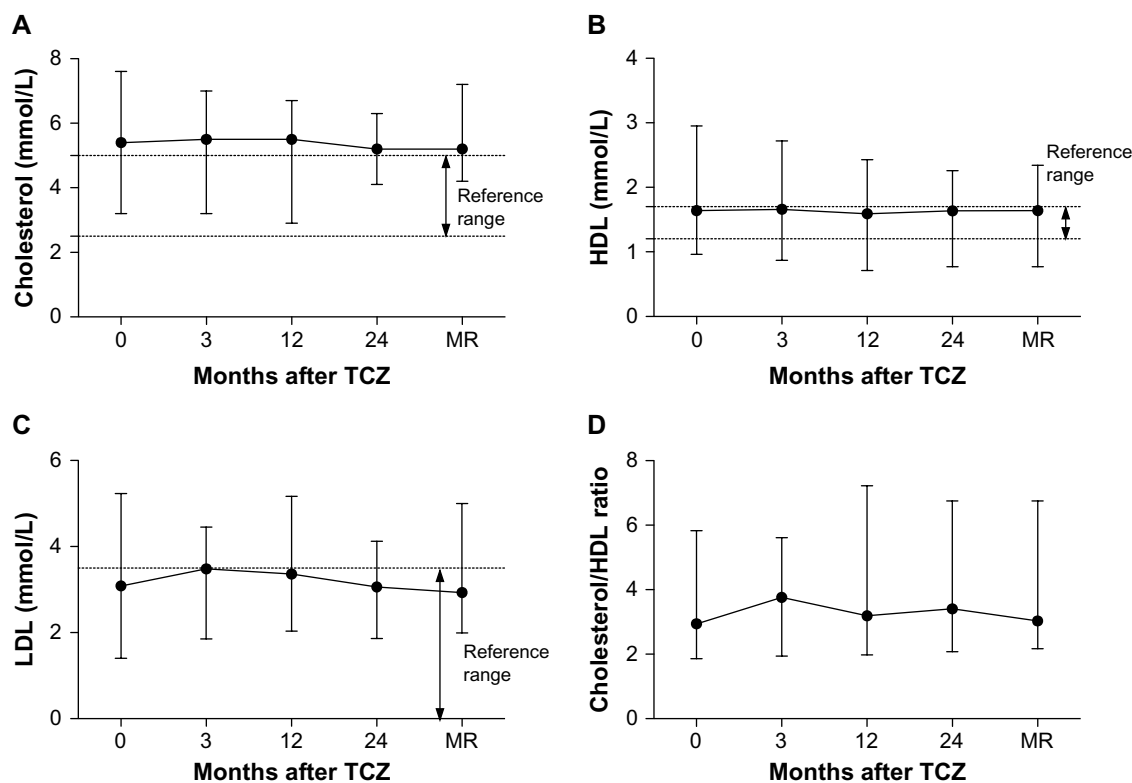 A
Cholesterol (mmol/L)
8
6
4
2
0
Reference
range
0 3 12 24 MR
Months after TCZ
B
HDL (mmol/L)
4
3
2
1
0
Reference
range
0 3 12 24 MR
Months after TCZ
C
LDL (mmol/L)
6
4
2
0
Reference
range
0 3 12 24 MR
Months after TCZ
D
Cholesterol/HDL ratio
8
6
4
2
0
0 3 12 24 MR
Months after TCZ